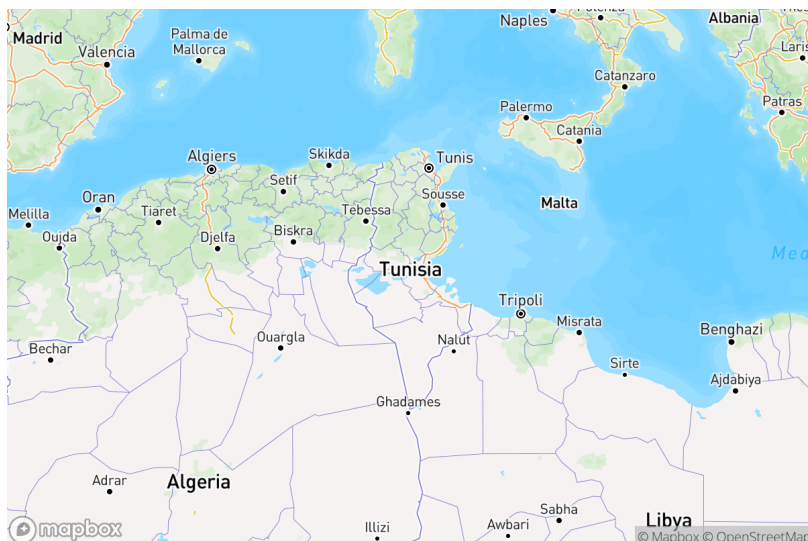 Naples
Potenza
Albania
Madrid
Palma de
Mallorca
Valencia
Catanzaro
Palermo
Patras
Catania
Algiers
Skikda
Tunis
Setif
Sousse
Oran
Tiaret
Tebessa
Malta
Melilla
Oujda
Djelfa
Biskra
Tunisia
Tripoli
Misrata
Benghazi
Ouargla
Nalut
Bechar
Sirte
Ajdabiya
Ghadames
Algeria
Adrar
Sabha
Libya
Illizi
Awbari
mapbox
© Mapbox © OpenStreetMap